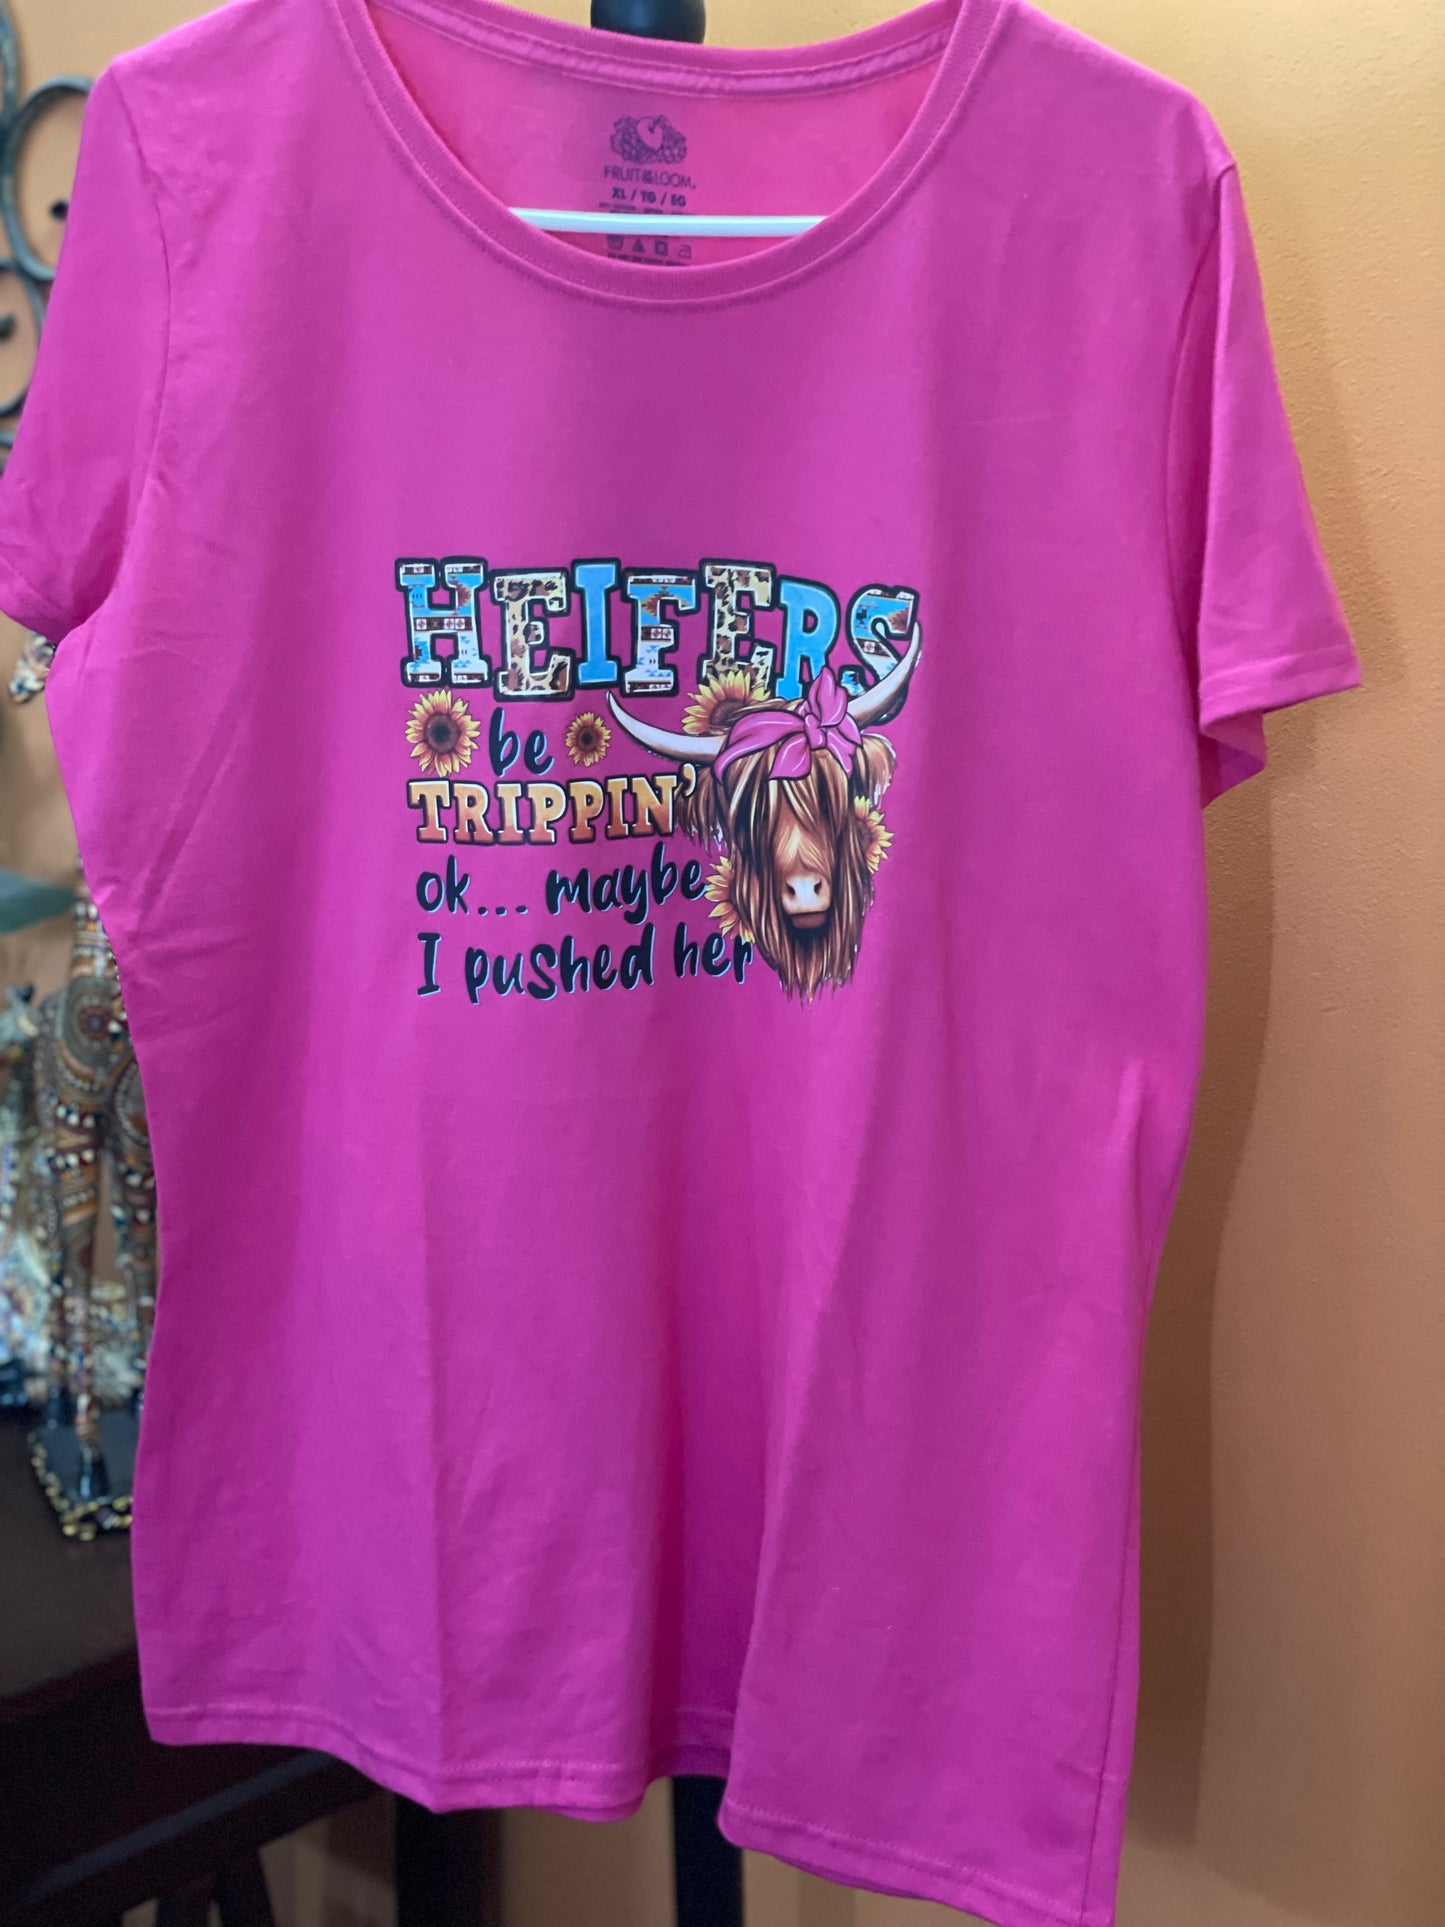 FRUIT OF THE LOOM®
XL / TG / EG
HEIFERS
be
TRIPPIN'
ok... maybe
I pushed her